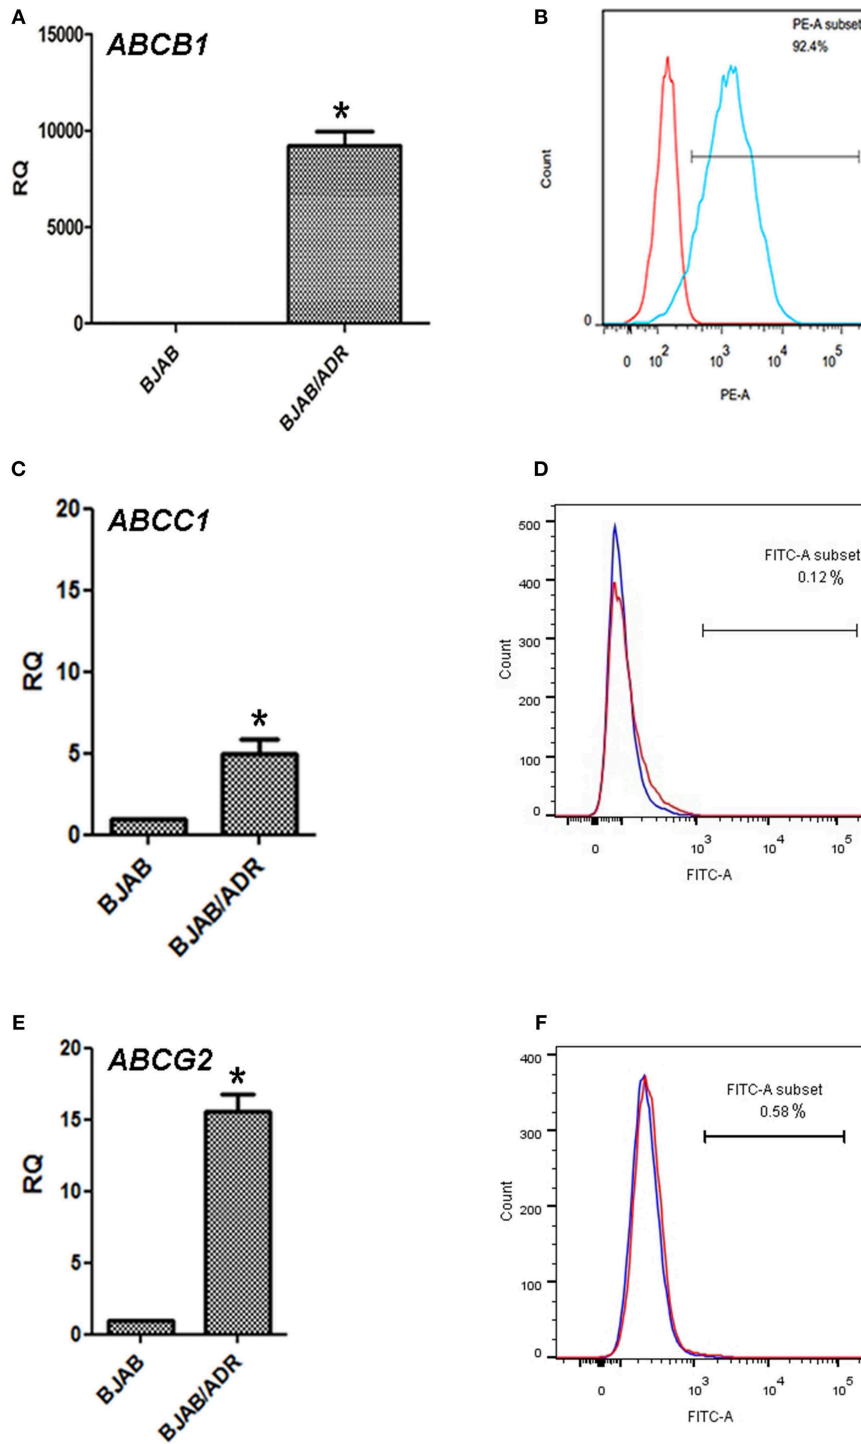 A
ABCB1
15000
10000
5000
0
RQ
*
BJAB
BJAB/ADR
B
PE-A subset
92.4%
Count
0
0 10² 10³ 10⁴ 10⁵
PE-A
C
ABCC1
20
15
10
5
0
RQ
*
BJAB
BJAB/ADR
D
500
400
300
200
100
0
Count
FITC-A subset
0.12 %
0 10³ 10⁴ 10⁵
FITC-A
E
ABCG2
20
15
10
5
0
RQ
*
BJAB
BJAB/ADR
F
400
300
200
100
0
Count
FITC-A subset
0.58 %
0 10³ 10⁴ 10⁵
FITC-A